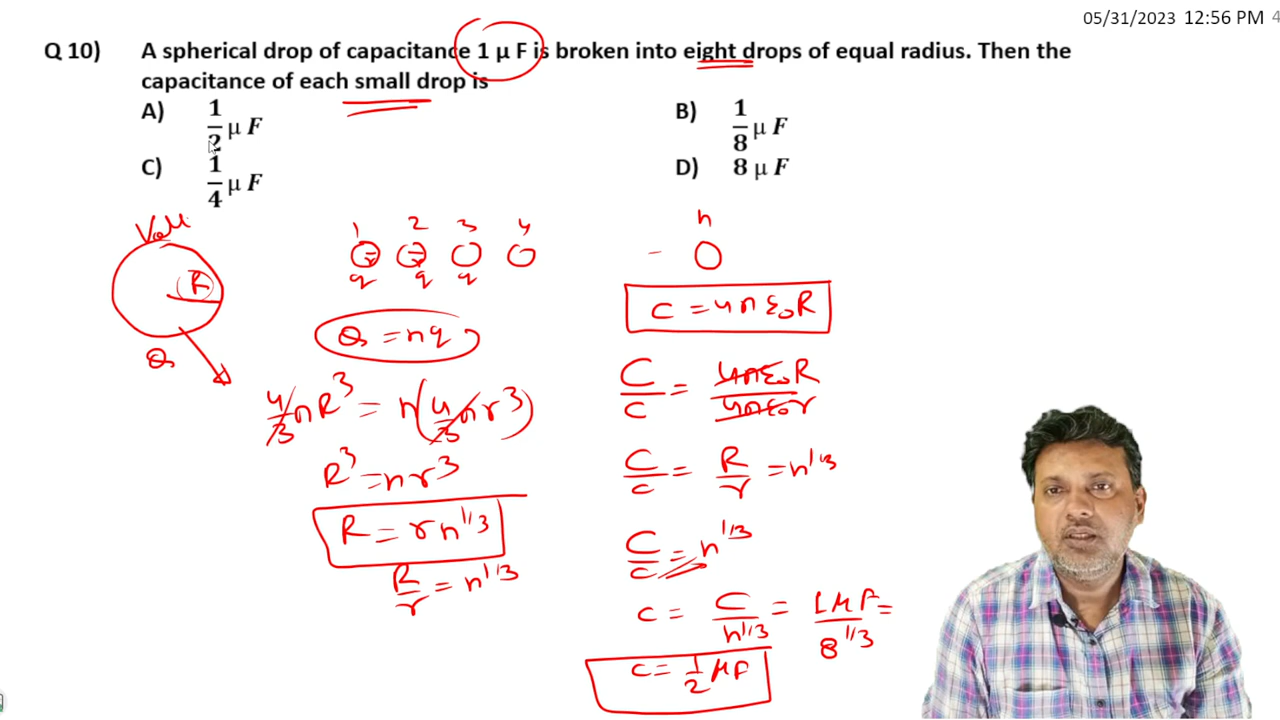 05/31/2023 12:56 PM 4
Q 10) A spherical drop of capacitance 1 μ F is broken into eight drops of equal radius. Then the
capacitance of each small drop is
A) 1/2 μ F B) 1/8 μ F
C) 1/4 μ F D) 8 μ F
R
Q
1 2 3 4 - n
q q q
Q = nq
4/3 πR³ = n(4/3 πr³)
R³ = nr³
R = r n^1/3
R/r = n^1/3
C = 4πε₀R
C/c = 4πε₀R/4πε₀r
C/c = R/r = n^1/3
C/c = n^1/3
c = C/n^1/3 = 1μF/8^1/3 =
c = 1/2 μF